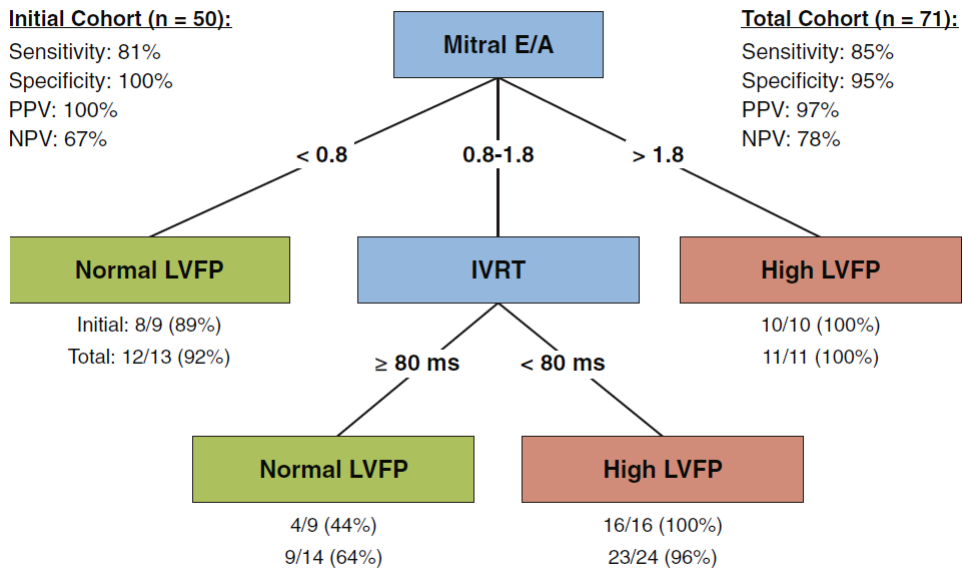 Initial Cohort (n = 50):
Sensitivity: 81%
Specificity: 100%
PPV: 100%
NPV: 67%
Mitral E/A
Total Cohort (n = 71):
Sensitivity: 85%
Specificity: 95%
PPV: 97%
NPV: 78%
< 0.8
0.8-1.8
> 1.8
Normal LVFP
Initial: 8/9 (89%)
Total: 12/13 (92%)
IVRT
High LVFP
10/10 (100%)
11/11 (100%)
≥ 80 ms
< 80 ms
Normal LVFP
4/9 (44%)
9/14 (64%)
High LVFP
16/16 (100%)
23/24 (96%)